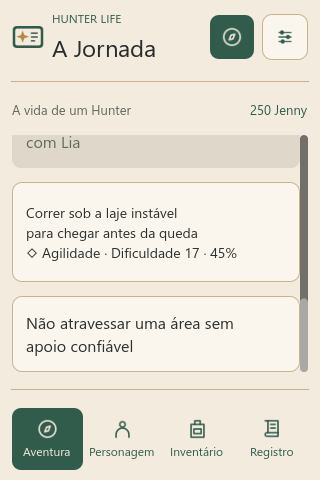 HUNTER LIFE
A Jornada
A vida de um Hunter
250 Jenny
com Lia
Correr sob a laje instável
para chegar antes da queda
◇ Agilidade · Dificuldade 17 · 45%
Não atravessar uma área sem
apoio confiável
Aventura
Personagem
Inventário
Registro